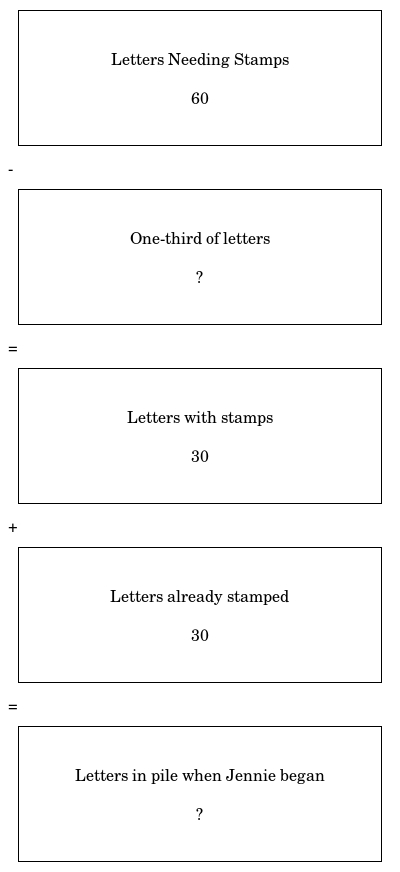 Letters Needing Stamps
60
-
One-third of letters
?
=
Letters with stamps
30
+
Letters already stamped
30
=
Letters in pile when Jennie began
?